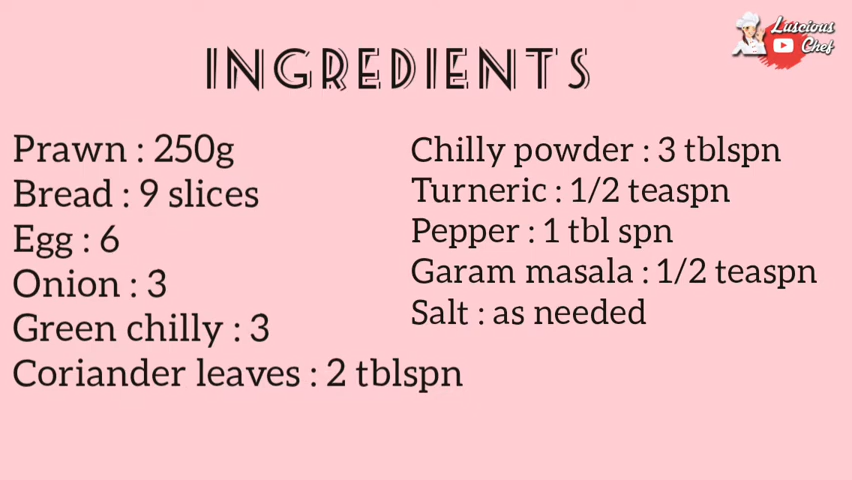 Luscious
Chef
INGREDIENTS
Prawn : 250g
Bread : 9 slices
Egg : 6
Onion : 3
Green chilly : 3
Coriander leaves : 2 tblspn
Chilly powder : 3 tblspn
Turneric : 1/2 teaspn
Pepper : 1 tbl spn
Garam masala : 1/2 teaspn
Salt : as needed